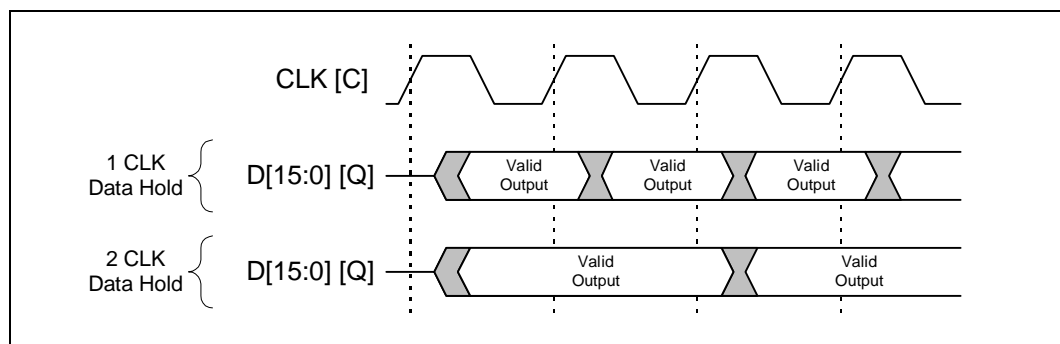 CLK [C]
1 CLK
Data Hold
D[15:0] [Q]
Valid
Output
Valid
Output
Valid
Output
2 CLK
Data Hold
D[15:0] [Q]
Valid
Output
Valid
Output